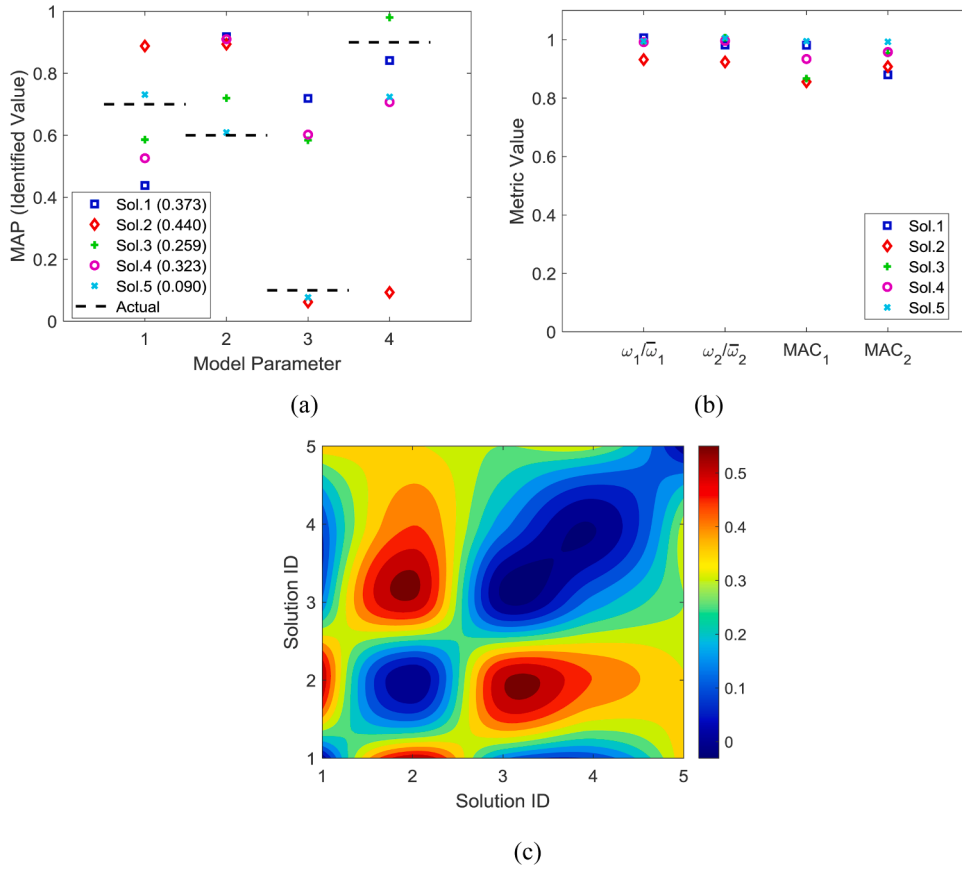 1
0.8
0.6
0.4
0.2
0
MAP (Identified Value)
Sol.1 (0.373)
Sol.2 (0.440)
Sol.3 (0.259)
Sol.4 (0.323)
Sol.5 (0.090)
Actual
1 2 3 4
Model Parameter
(a)
1
0.8
0.6
0.4
0.2
0
Metric Value
Sol.1
Sol.2
Sol.3
Sol.4
Sol.5
ω₁/ω̅₁ ω₂/ω̅₂ MAC₁ MAC₂
(b)
5
4
3
2
1
Solution ID
1 2 3 4 5
Solution ID
0.5
0.4
0.3
0.2
0.1
0
(c)